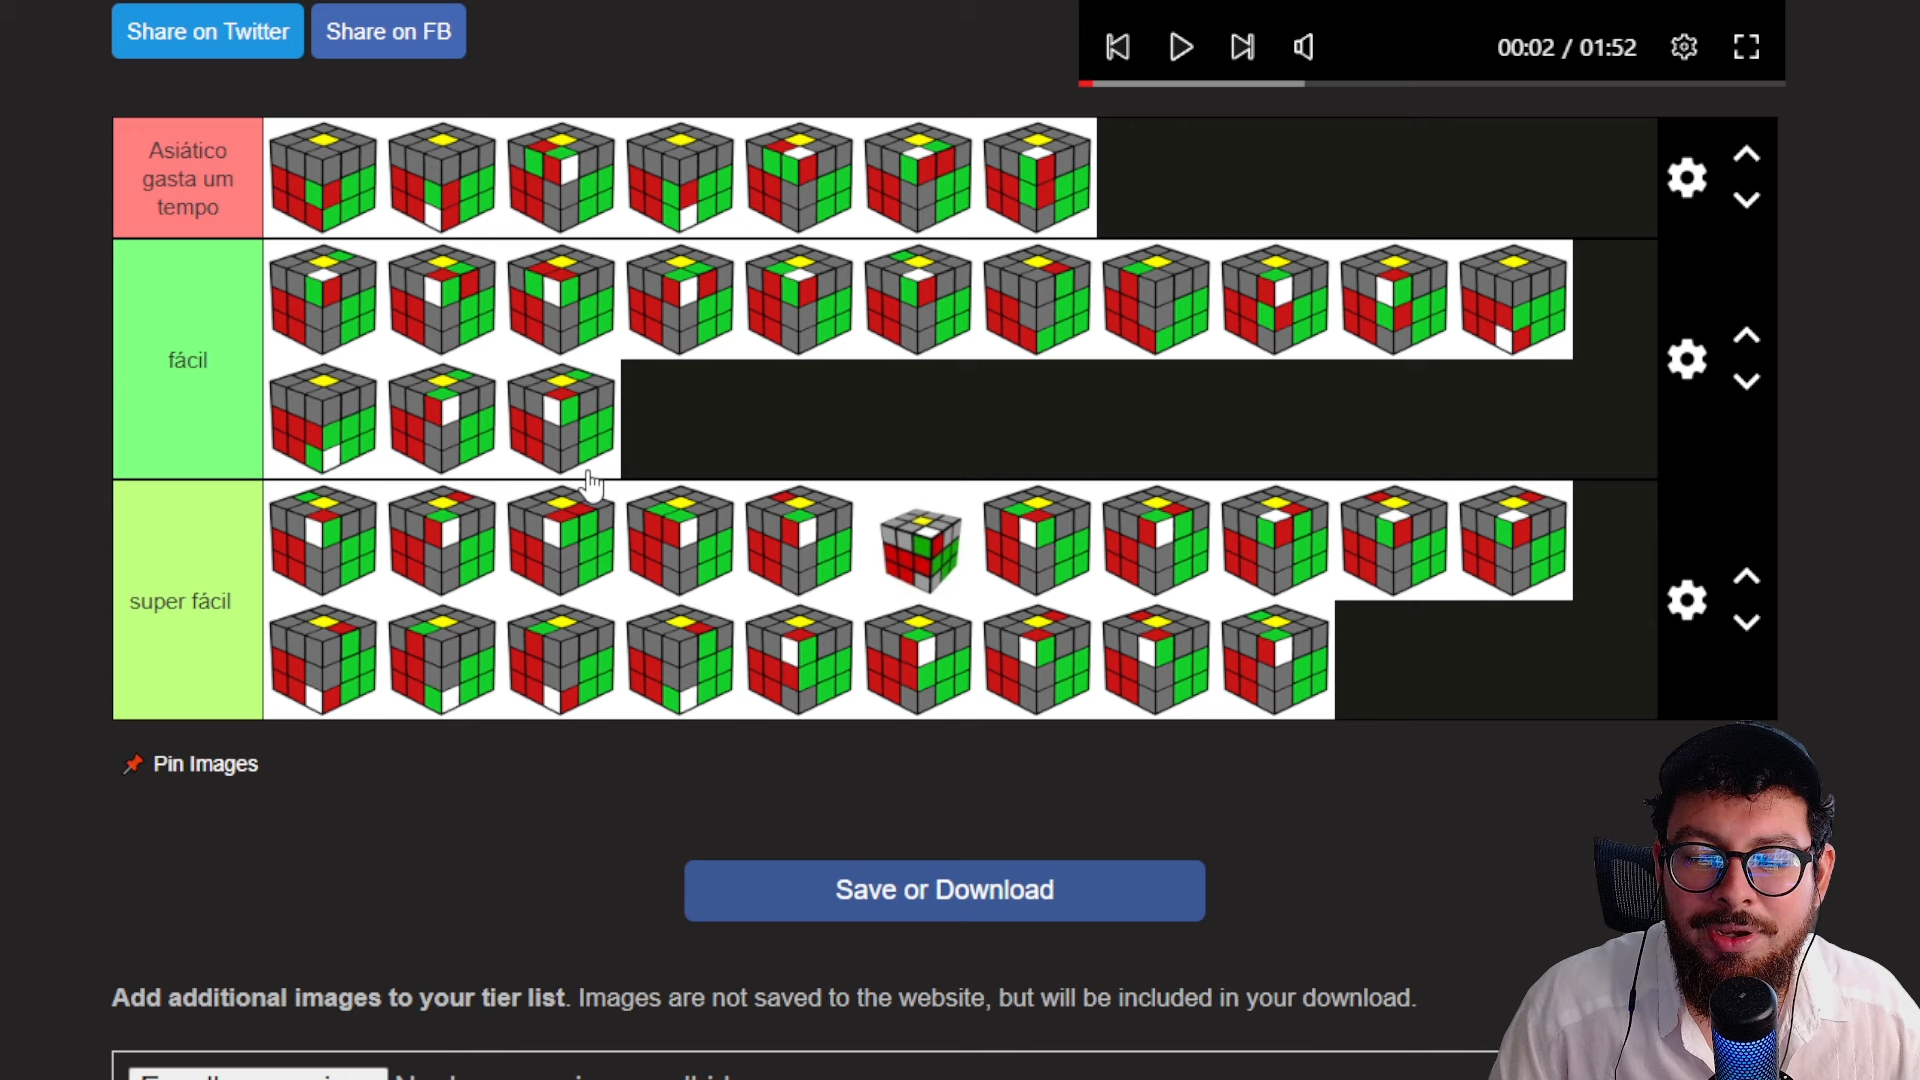 Share on Twitter
Share on FB
00:02 / 01:52
Asiático
gasta um
tempo
fácil
super fácil
Pin Images
Save or Download
Add additional images to your tier list. Images are not saved to the website, but will be included in your download.